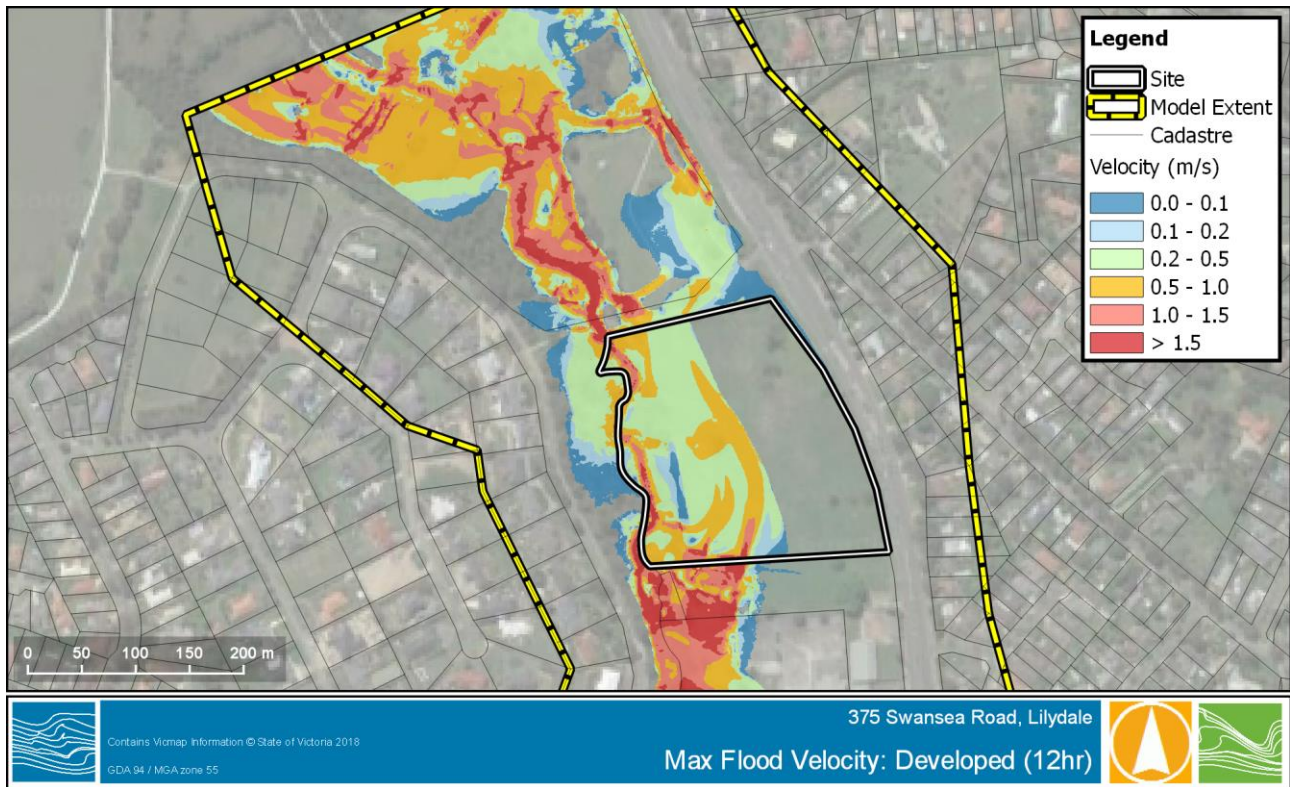 Legend
Site
Model Extent
Cadastre
Velocity (m/s)
0.0 - 0.1
0.1 - 0.2
0.2 - 0.5
0.5 - 1.0
1.0 - 1.5
> 1.5
0 50 100 150 200 m
Contains Vicmap Information © State of Victoria 2018
GDA 94 / MGA zone 55
375 Swansea Road, Lilydale
Max Flood Velocity: Developed (12hr)